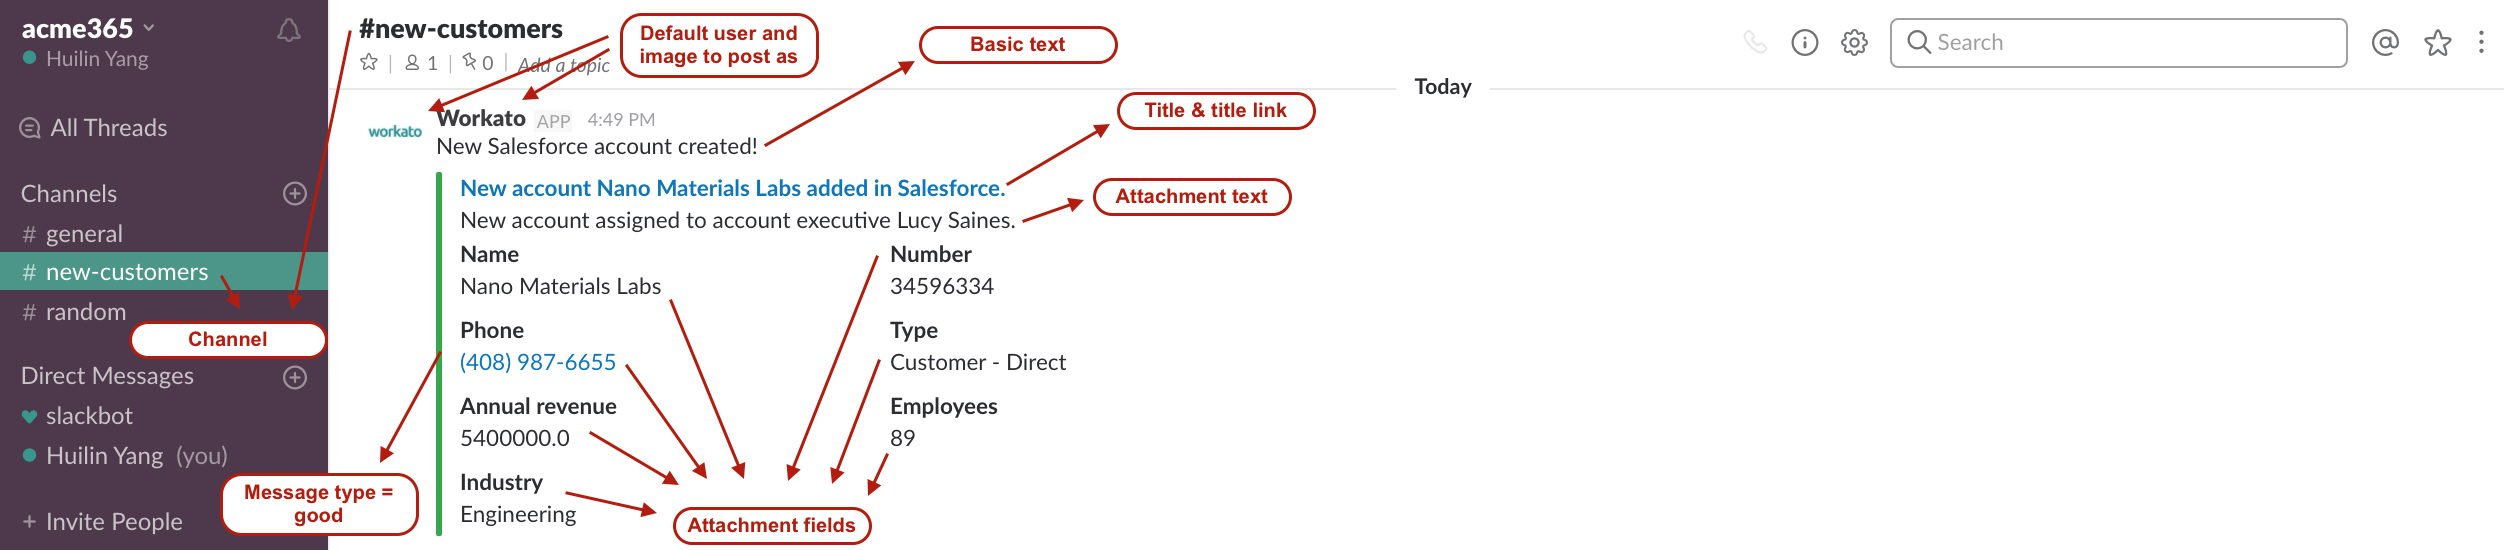 acme365
Huilin Yang
All Threads
Channels
# general
# new-customers
# random
Channel
Direct Messages
slackbot
Huilin Yang (you)
+ Invite People
#new-customers
1 | 0 | Add a topic
Default user and
image to post as
Basic text
Search
Today
workato
Workato APP 4:49 PM
New Salesforce account created!
Title & title link
New account Nano Materials Labs added in Salesforce.
Attachment text
New account assigned to account executive Lucy Saines.
Name
Nano Materials Labs
Number
34596334
Phone
(408) 987-6655
Type
Customer - Direct
Annual revenue
5400000.0
Employees
89
Industry
Engineering
Message type =
good
Attachment fields